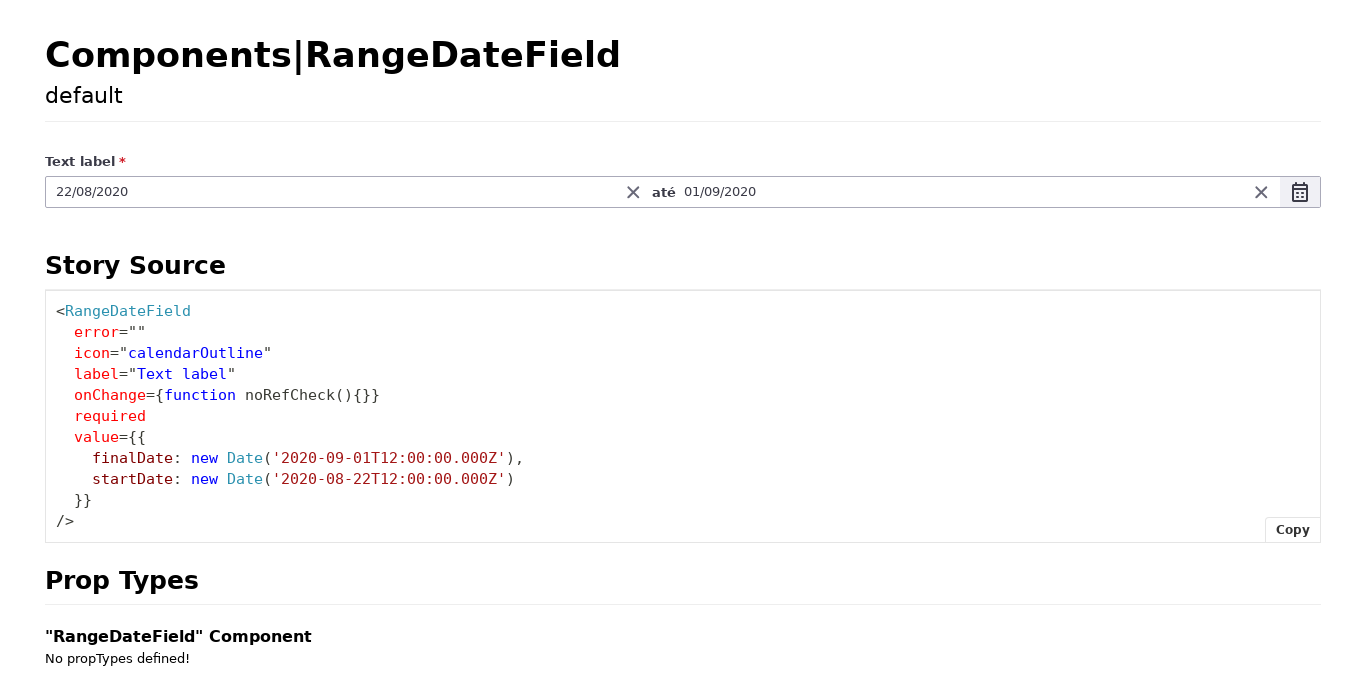 Components|RangeDateField
default
Text label *
22/08/2020 até 01/09/2020
Story Source
<RangeDateField
  error=""
  icon="calendarOutline"
  label="Text label"
  onChange={function noRefCheck(){}}
  required
  value={{
    finalDate: new Date('2020-09-01T12:00:00.000Z'),
    startDate: new Date('2020-08-22T12:00:00.000Z')
  }}
/>
Copy
Prop Types
"RangeDateField" Component
No propTypes defined!